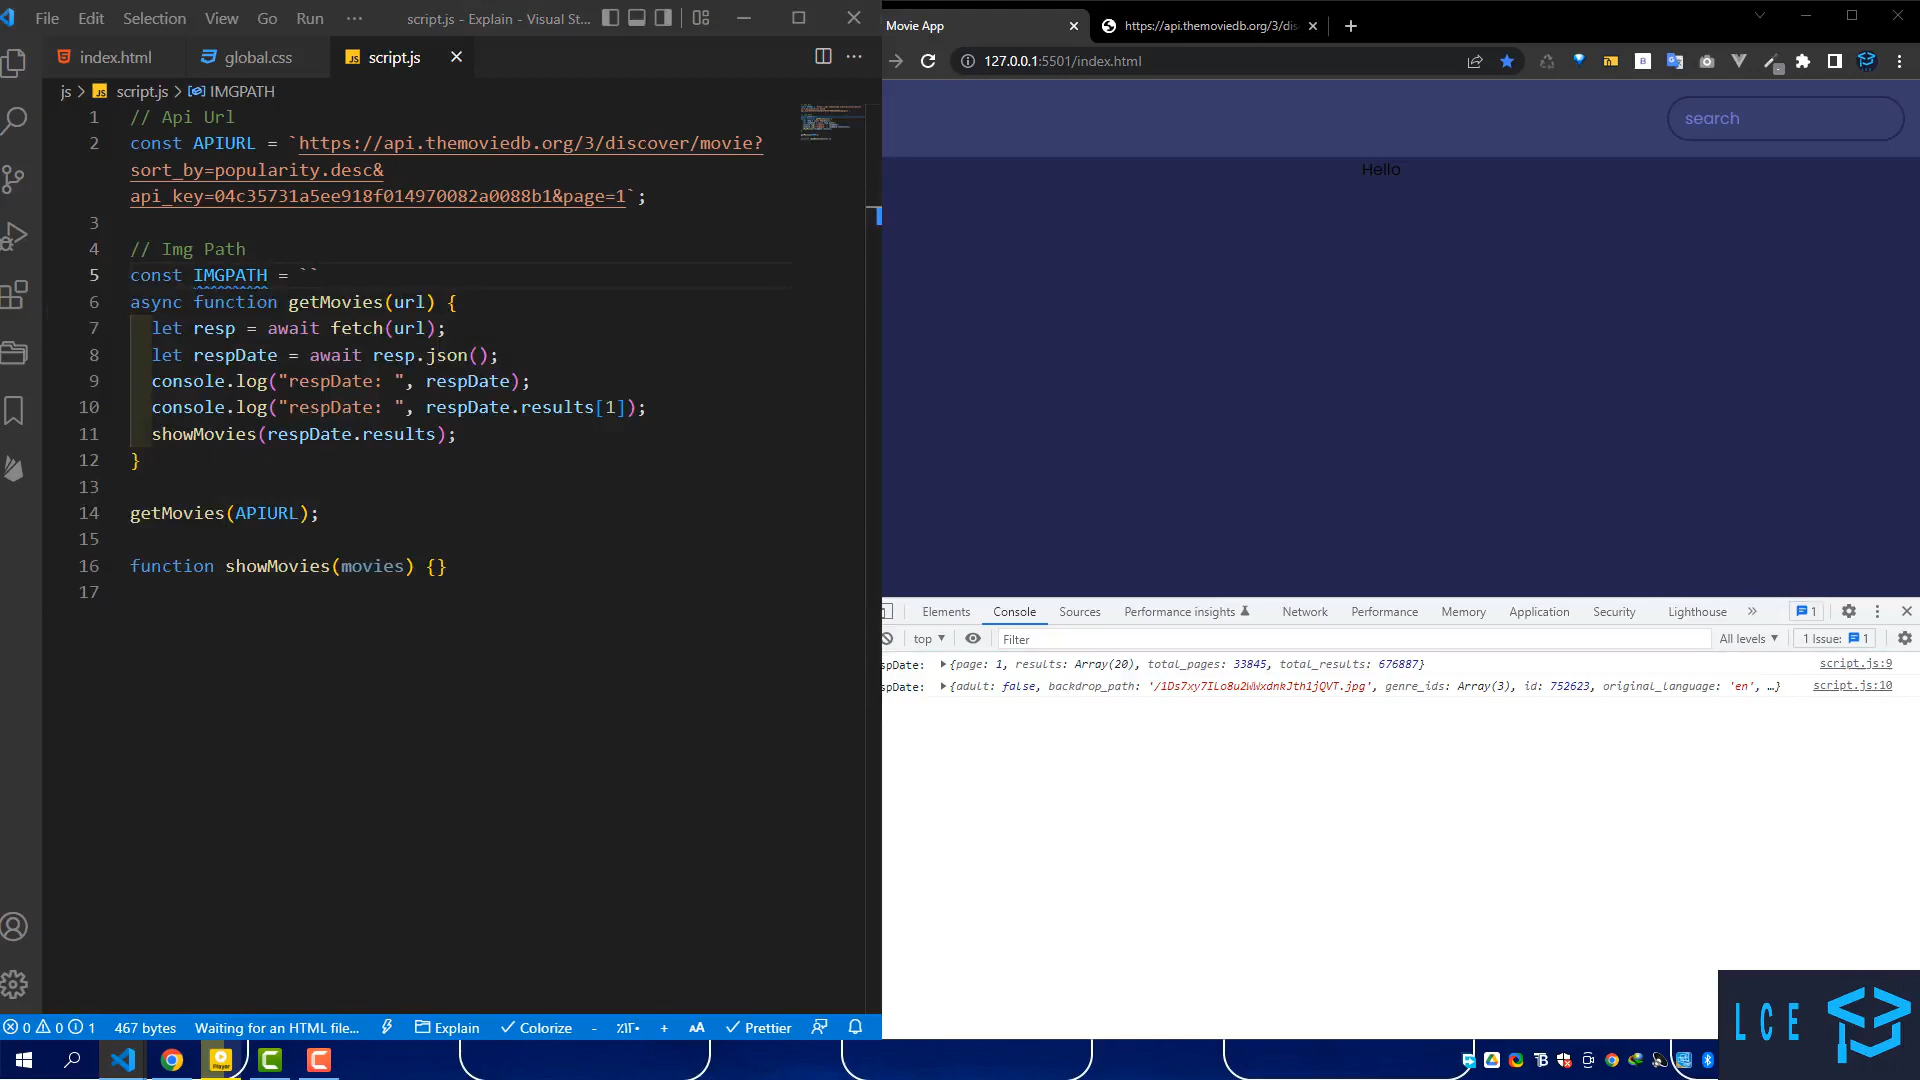 File Edit Selection View Go Run ··· script.js - Explain - Visual St...
index.html global.css script.js
js > script.js > IMGPATH
1 // Api Url
2 const APIURL = `https://api.themoviedb.org/3/discover/movie?
sort_by=popularity.desc&
api_key=04c35731a5ee918f014970082a0088b1&page=1`;
3
4 // Img Path
5 const IMGPATH = ``
6 async function getMovies(url) {
7 let resp = await fetch(url);
8 let respDate = await resp.json();
9 console.log("respDate: ", respDate);
10 console.log("respDate: ", respDate.results[1]);
11 showMovies(respDate.results);
12 }
13
14 getMovies(APIURL);
15
16 function showMovies(movies) {}
17
0 0 1 467 bytes Waiting for an HTML file... Explain Colorize - + Prettier
Movie App https://api.themoviedb.org/3/dis
127.0.0.1:5501/index.html
search
Hello
Elements Console Sources Performance insights Network Performance Memory Application Security Lighthouse » 1
top Filter All levels 1 Issue: 1
spDate: {page: 1, results: Array(20), total_pages: 33845, total_results: 676887} script.js:9
spDate: {adult: false, backdrop_path: '/1Ds7xy7ILo8u2WWxdnkJth1jQVT.jpg', genre_ids: Array(3), id: 752623, original_language: 'en', …} script.js:10
LCE